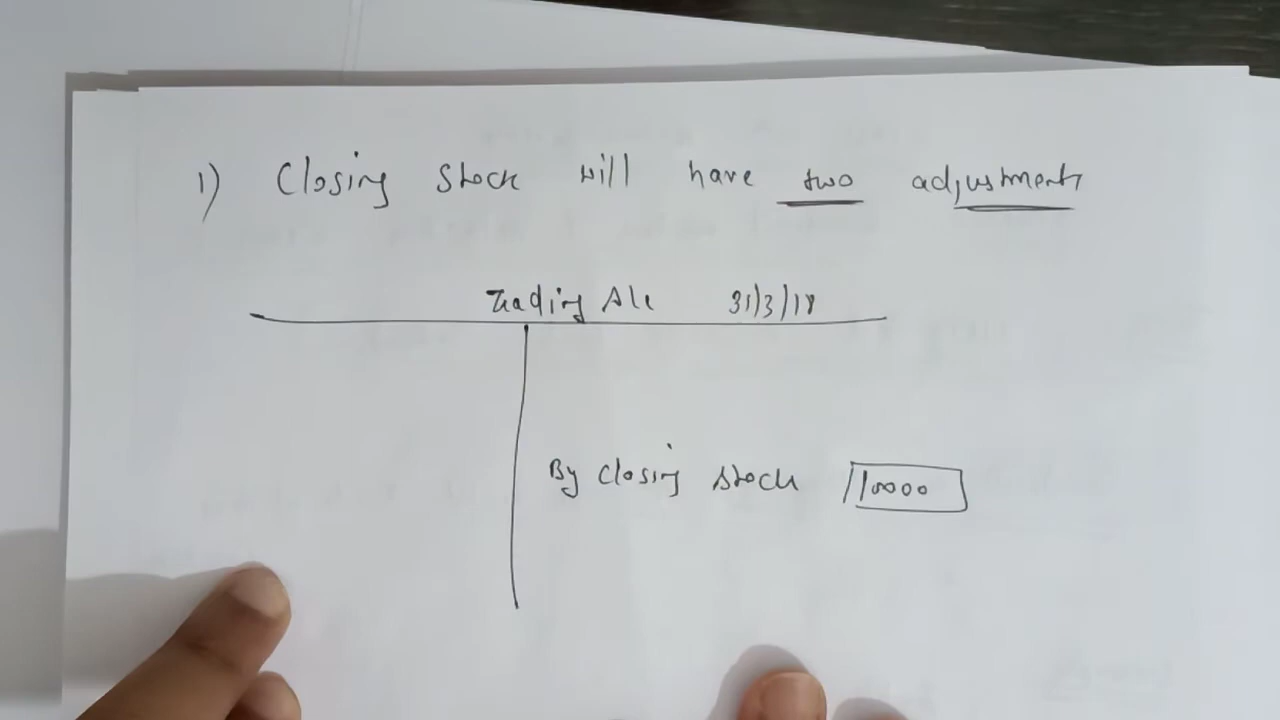 1) Closing Stock will have two adjustments
Trading A/c 31/3/18
By closing stock 10000